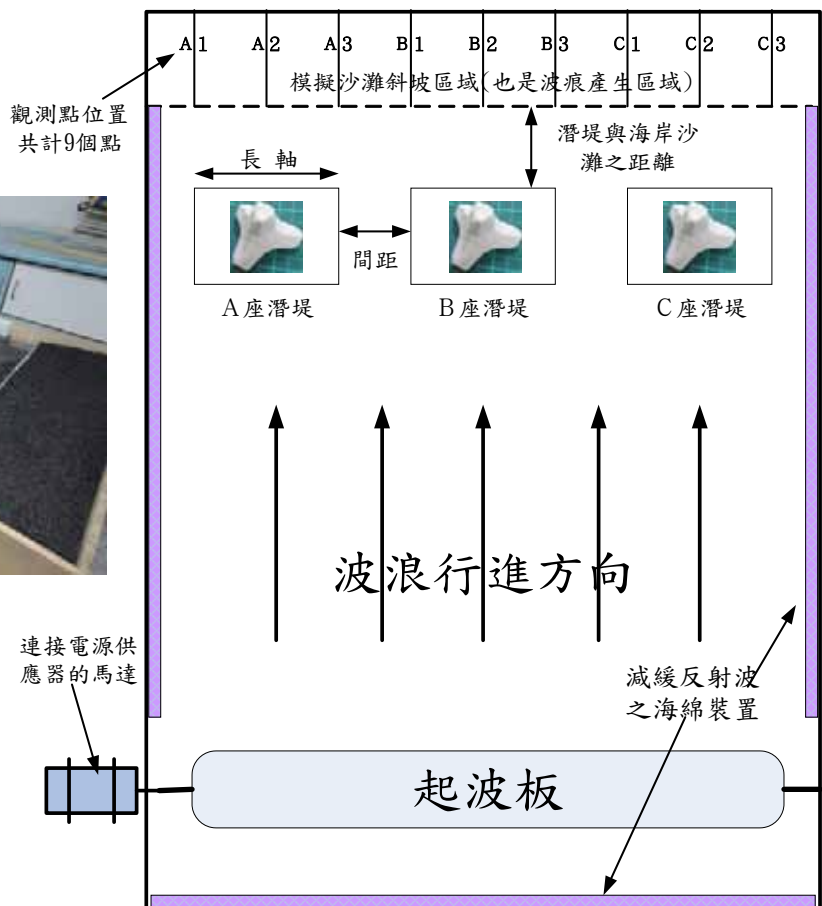 A1 A2 A3 B1 B2 B3 C1 C2 C3
模擬沙灘斜坡區域(也是波痕產生區域)
觀測點位置
共計9個點
潛堤與海岸沙
灘之距離
長軸
間距
A座潛堤
B座潛堤
C座潛堤
波浪行進方向
連接電源供
應器的馬達
減緩反射波
之海綿裝置
起波板